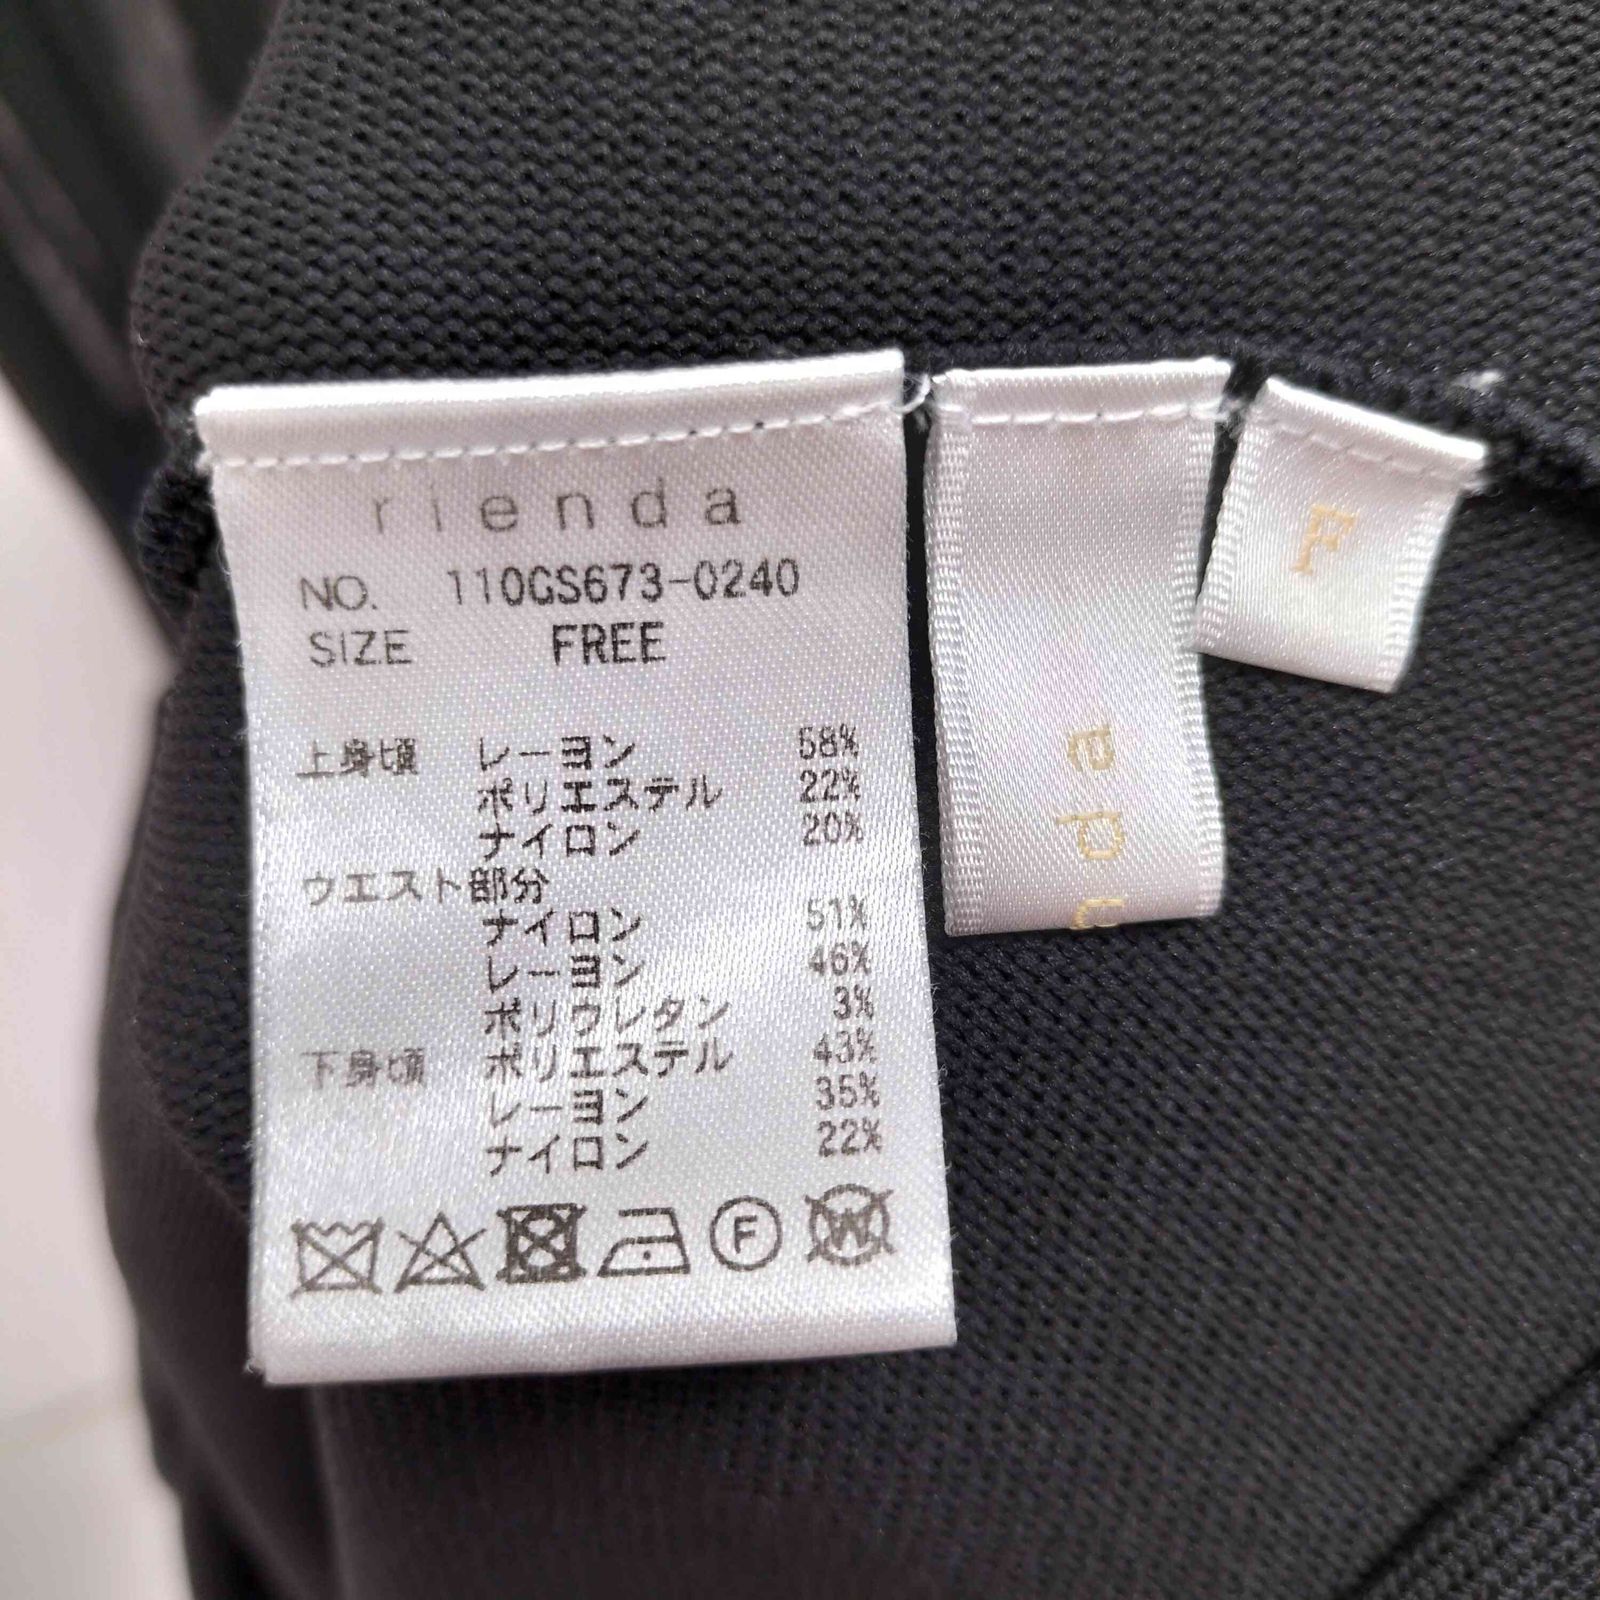 rienda
NO. 110GS673-0240
SIZE FREE
上身頃 レーヨン 58%
ポリエステル 22%
ナイロン 20%
ウエスト部分
ナイロン 51%
レーヨン 46%
ポリウレタン 3%
下身頃 ポリエステル 43%
レーヨン 35%
ナイロン 22%
F
W
nda
F